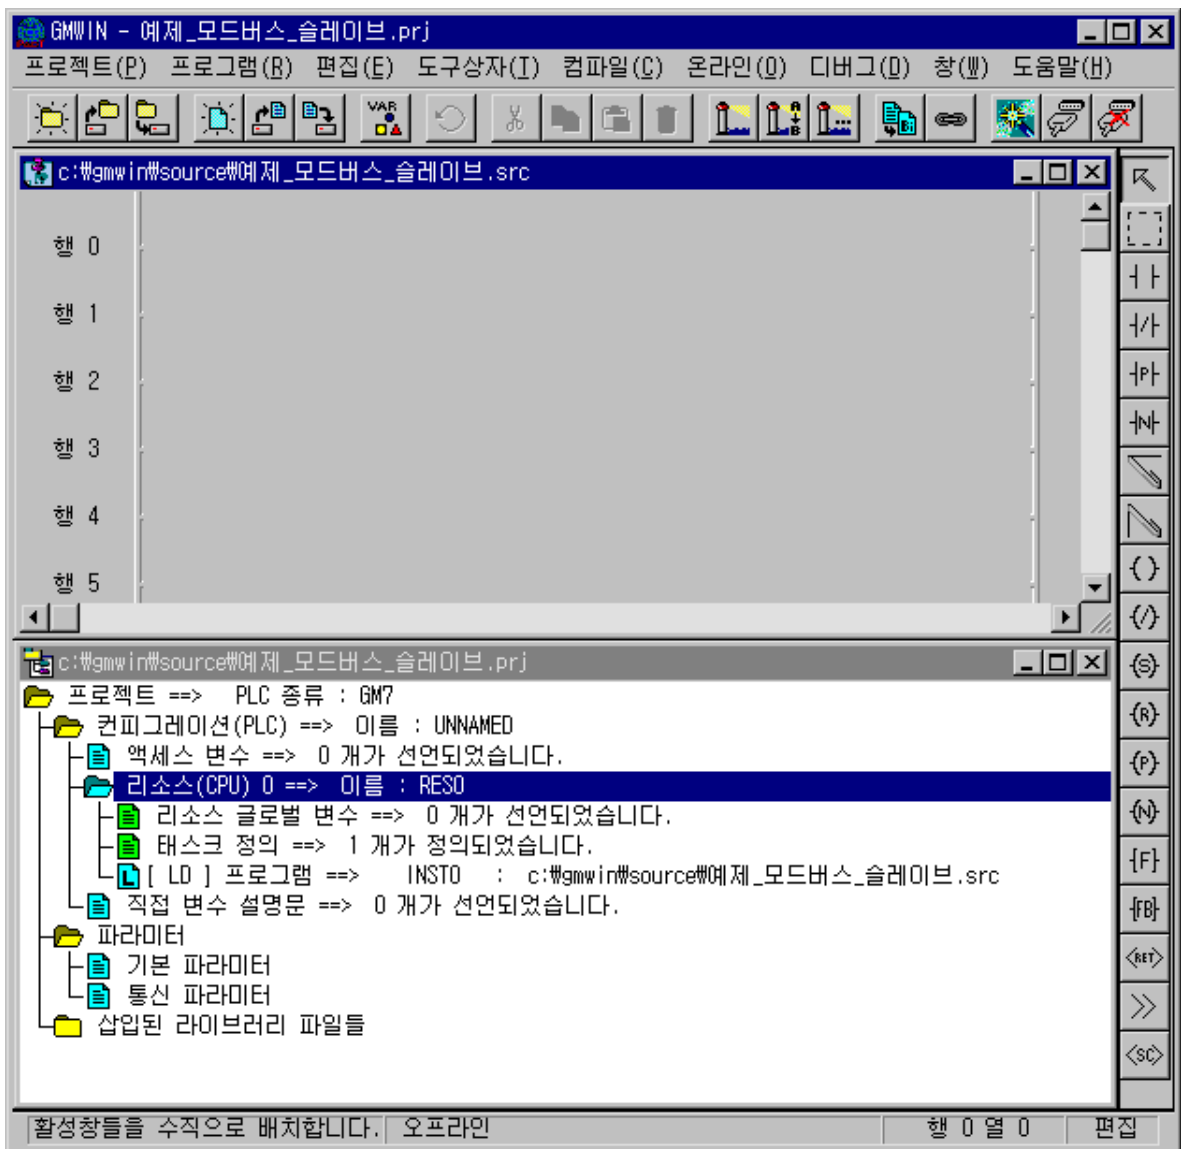 GMWIN - 예제_모드버스_슬레이브.prj
프로젝트(P) 프로그램(R) 편집(E) 도구상자(T) 컴파일(C) 온라인(O) 디버그(D) 창(W) 도움말(H)
VAR
A
B
Bi
c:₩gmwin₩source₩예제_모드버스_슬레이브.src
행 0
행 1
행 2
행 3
행 4
행 5
P
N
c:₩gmwin₩source₩예제_모드버스_슬레이브.prj
프로젝트 ==> PLC 종류 : GM7
컨피그레이션(PLC) ==> 이름 : UNNAMED
액세스 변수 ==> 0 개가 선언되었습니다.
리소스(CPU) 0 ==> 이름 : RES0
리소스 글로벌 변수 ==> 0 개가 선언되었습니다.
태스크 정의 ==> 1 개가 정의되었습니다.
L [ LD ] 프로그램 ==> INST0 : c:₩gmwin₩source₩예제_모드버스_슬레이브.src
직접 변수 설명문 ==> 0 개가 선언되었습니다.
파라미터
기본 파라미터
통신 파라미터
삽입된 라이브러리 파일들
( )
(/)
(S)
(R)
(P)
(N)
{F}
{FB}
<RET>
>>
<SC>
활성창들을 수직으로 배치합니다. 오프라인 행 0 열 0 편집